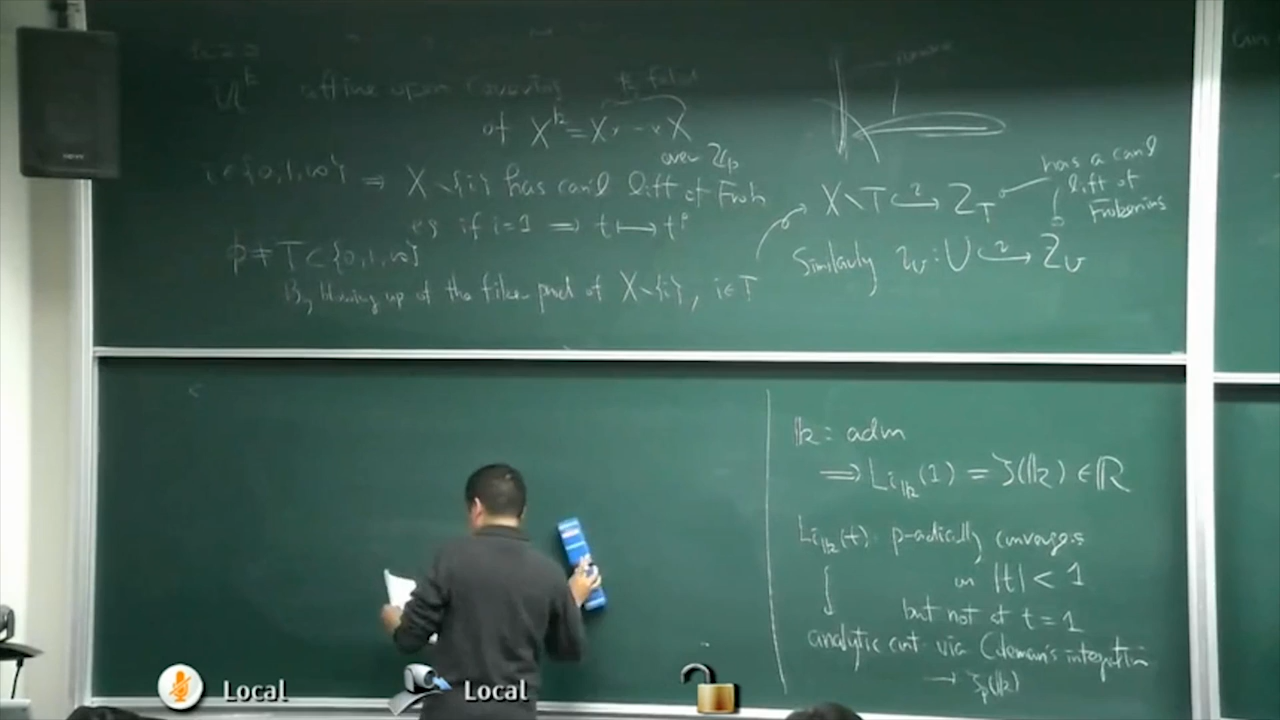 𝒰^k affine open covering k-fold
of X^k = X × -- × X
over Z_p
i ∈ {0,1,∞} ⇒ X∖{i} has can'l lift of Frob
eg if i=1 ⇒ t ⟼ t^p
φ ≠ T ⊂ {0,1,∞}
By blowing up of the fiber prod of X∖{i}, i ∈ T
X∖T ↪ Z_T
has a can'l
lift of
Frobenius
Similarly U ↪ Z_U
𝕜 : adm
⟹ Li_𝕜(1) = ζ(𝕜) ∈ ℝ
Li_𝕜(t) : p-adically converges
on |t| < 1
but not at t = 1
analytic cont via Coleman's integration
→ ζ_p(𝕜)
Local
Local